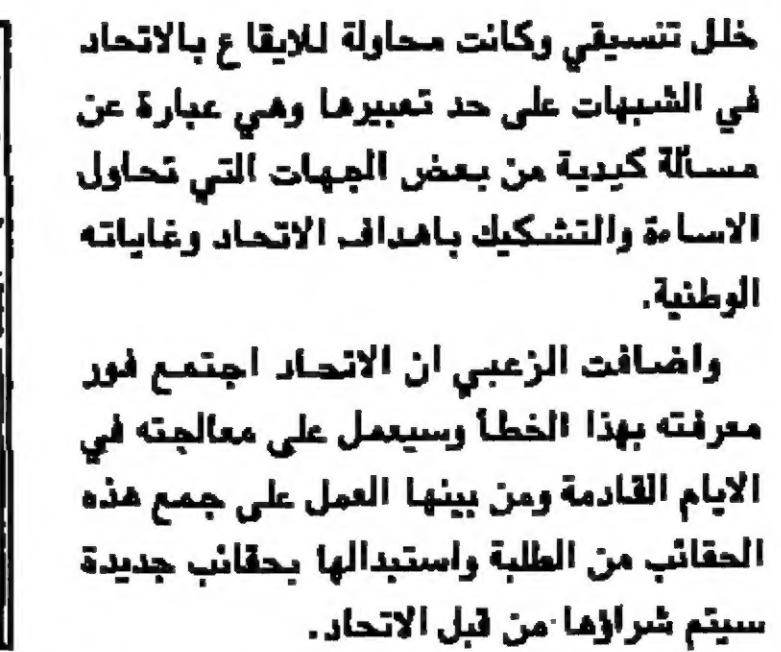 خلل تنسيقي وكانت محاولة للايقاع بالاتحاد
في الشبهات على حد تعبيرها وهي عبارة عن
مسألة كيدية من بعض الجهات التي تحاول
الاساءة والتشكيك باهداف الاتحاد وغاياته
الوطنية.
واضافت الزعبي ان الاتحاد اجتمع فور
معرفته بهذا الخطأ وسيعمل على معالجته في
الايام القادمة ومن بينها العمل على جمع هذه
الحقائب من الطلبة واستبدالها بحقائب جديدة
سيتم شراؤها من قبل الاتحاد.